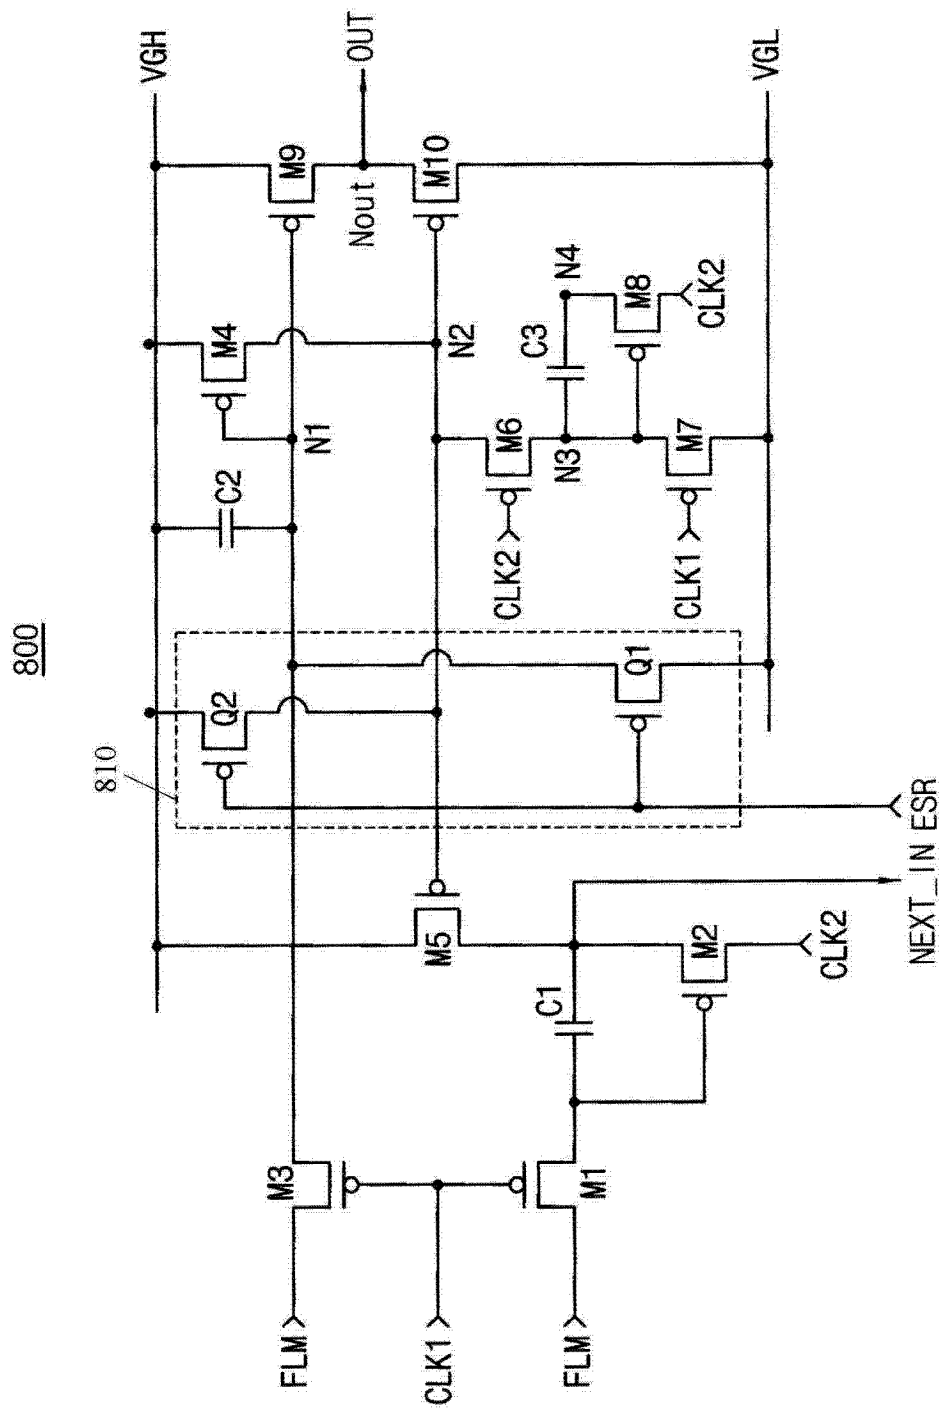 800
810
VGH
C2
M4
M9
OUT
Nout
Q2
N1
M3
FLM
CLK1
M5
N2
M10
C1
M1
FLM
M2
CLK2
NEXT_IN
ESR
Q1
CLK2
M6
N3
C3
N4
M8
CLK2
CLK1
M7
VGL